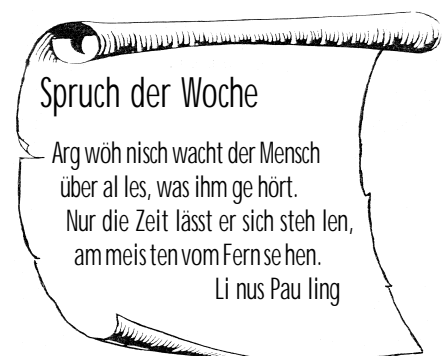 Spruch der Woche
Arg wöh nisch wacht der Mensch
über al les, was ihm ge hört.
Nur die Zeit lässt er sich steh len,
am meis ten vom Fern se hen.
Li nus Pau ling